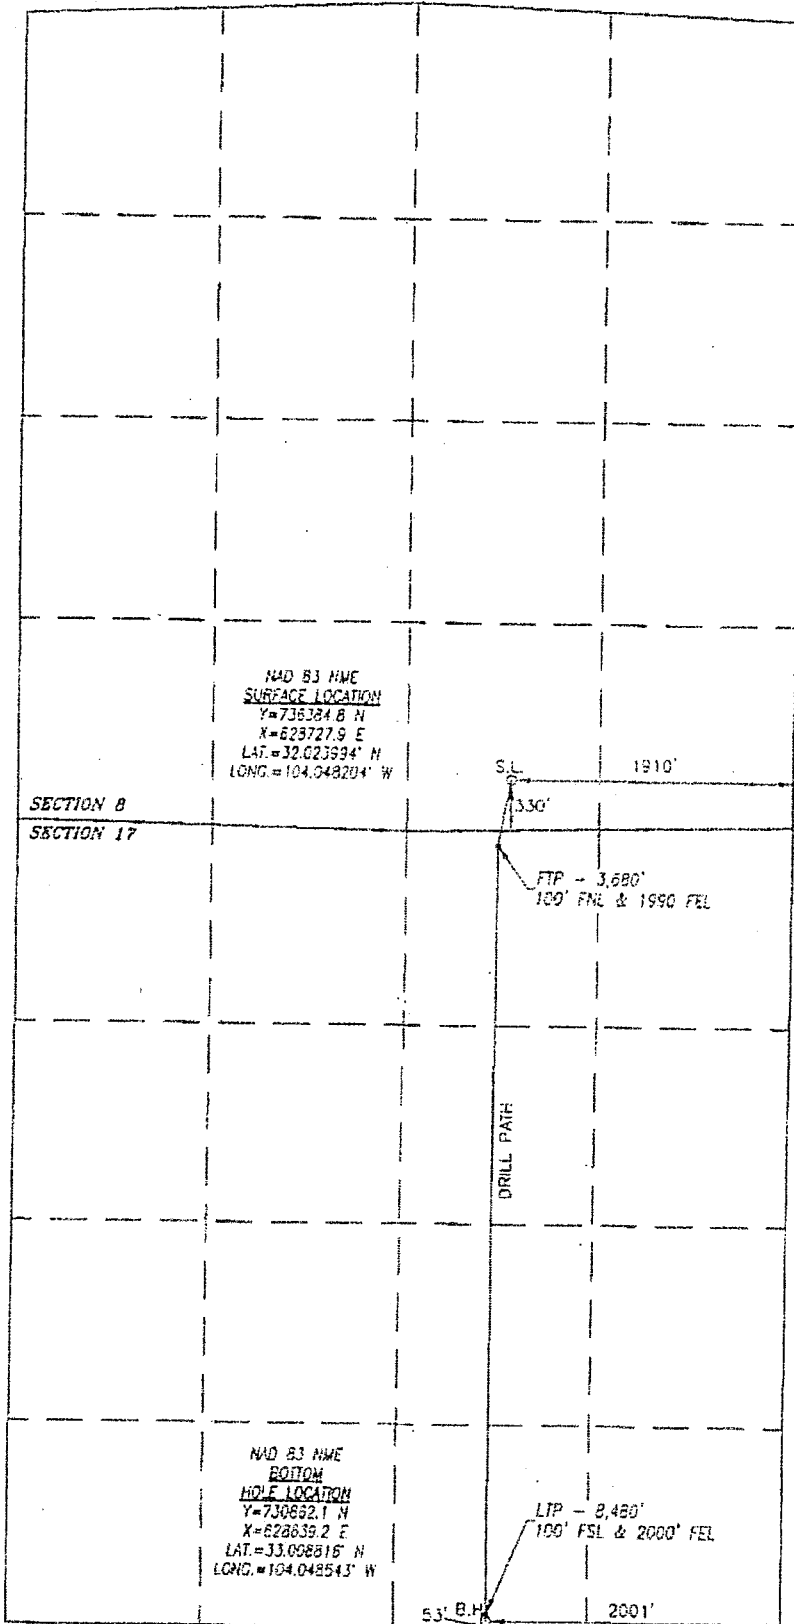 NAD 83 NME
SURFACE LOCATION
Y=736384.8 N
X=628727.9 E
LAT.=32.023994° N
LONG.=104.048204° W
S.L.
1910'
330'
SECTION 8
SECTION 17
FTP - 3,680'
100' FNL & 1990 FEL
DRILL PATH
NAD 83 NME
BOTTOM
HOLE LOCATION
Y=730662.1 N
X=628639.2 E
LAT.=33.008816° N
LONG.=104.048543° W
LTP - 8,480'
100' FSL & 2000' FEL
53'
B.H.
2001'